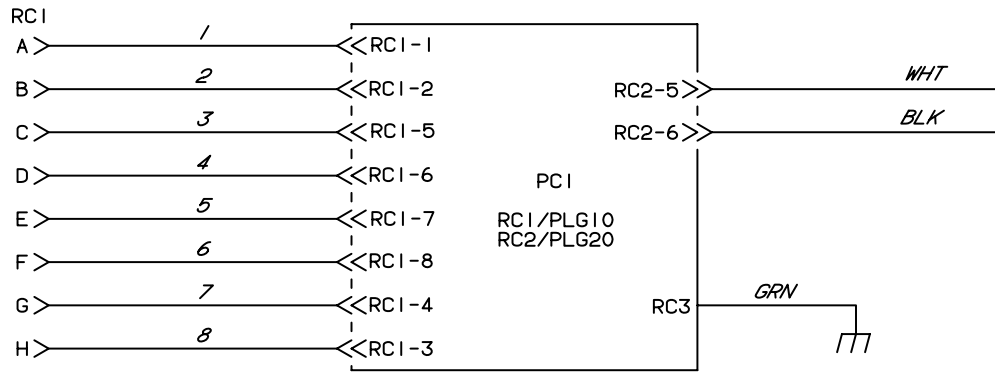 RC1
A 1 RC1-1
B 2 RC1-2 RC2-5 WHT
C 3 RC1-5 RC2-6 BLK
D 4 RC1-6
PC1
E 5 RC1-7
RC1/PLG10
RC2/PLG20
F 6 RC1-8
G 7 RC1-4 RC3 GRN
H 8 RC1-3